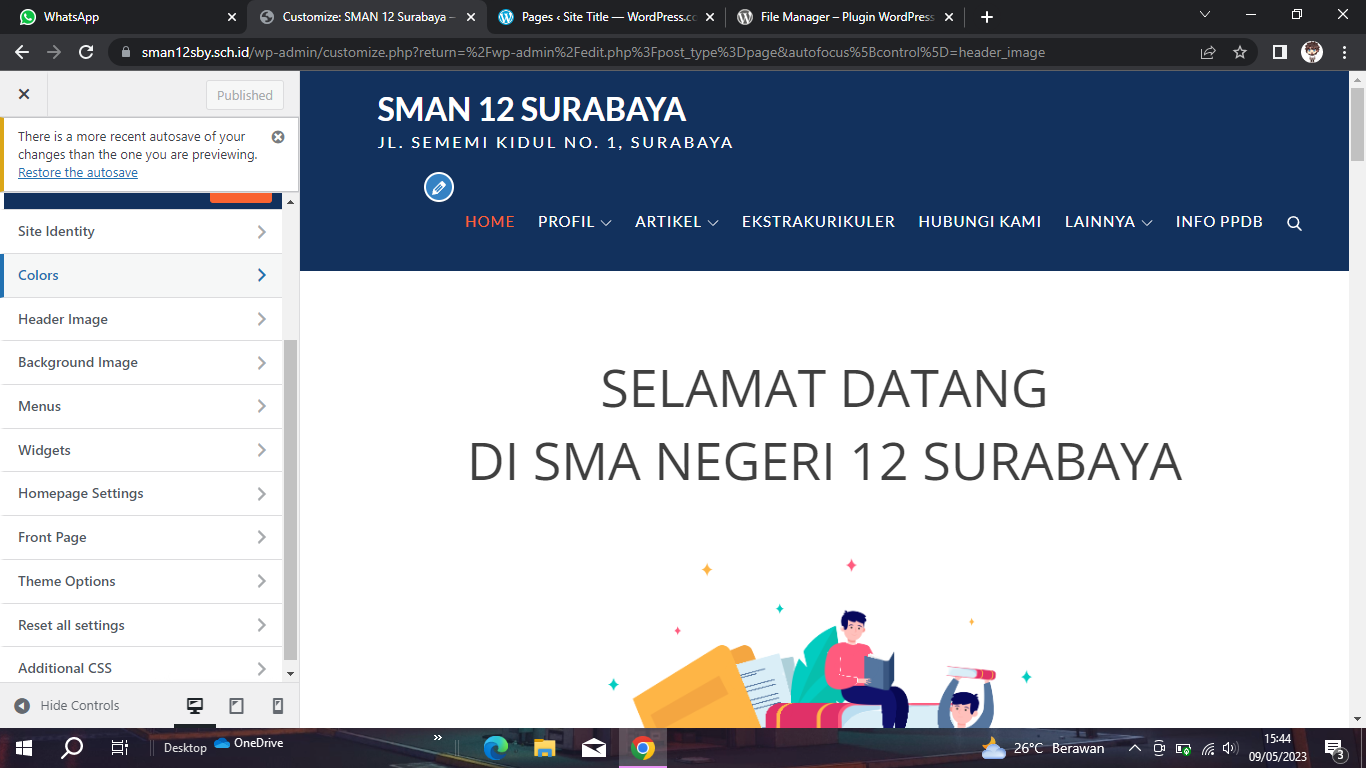 WhatsApp
Customize: SMAN 12 Surabaya –
Pages ‹ Site Title — WordPress.co
File Manager – Plugin WordPress
sman12sby.sch.id/wp-admin/customize.php?return=%2Fwp-admin%2Fedit.php%3Fpost_type%3Dpage&autofocus%5Bcontrol%5D=header_image
Published
There is a more recent autosave of your
changes than the one you are previewing.
Restore the autosave
Site Identity
Colors
Header Image
Background Image
Menus
Widgets
Homepage Settings
Front Page
Theme Options
Reset all settings
Additional CSS
Hide Controls
SMAN 12 SURABAYA
JL. SEMEMI KIDUL NO. 1, SURABAYA
HOME PROFIL ARTIKEL EKSTRAKURIKULER HUBUNGI KAMI LAINNYA INFO PPDB
SELAMAT DATANG
DI SMA NEGERI 12 SURABAYA
Desktop
OneDrive
26°C Berawan
15:44
09/05/2023
3